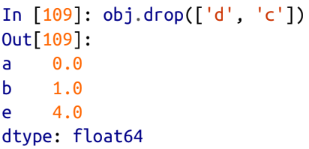 In [109]: obj.drop(['d', 'c'])
Out[109]:
a    0.0
b    1.0
e    4.0
dtype: float64